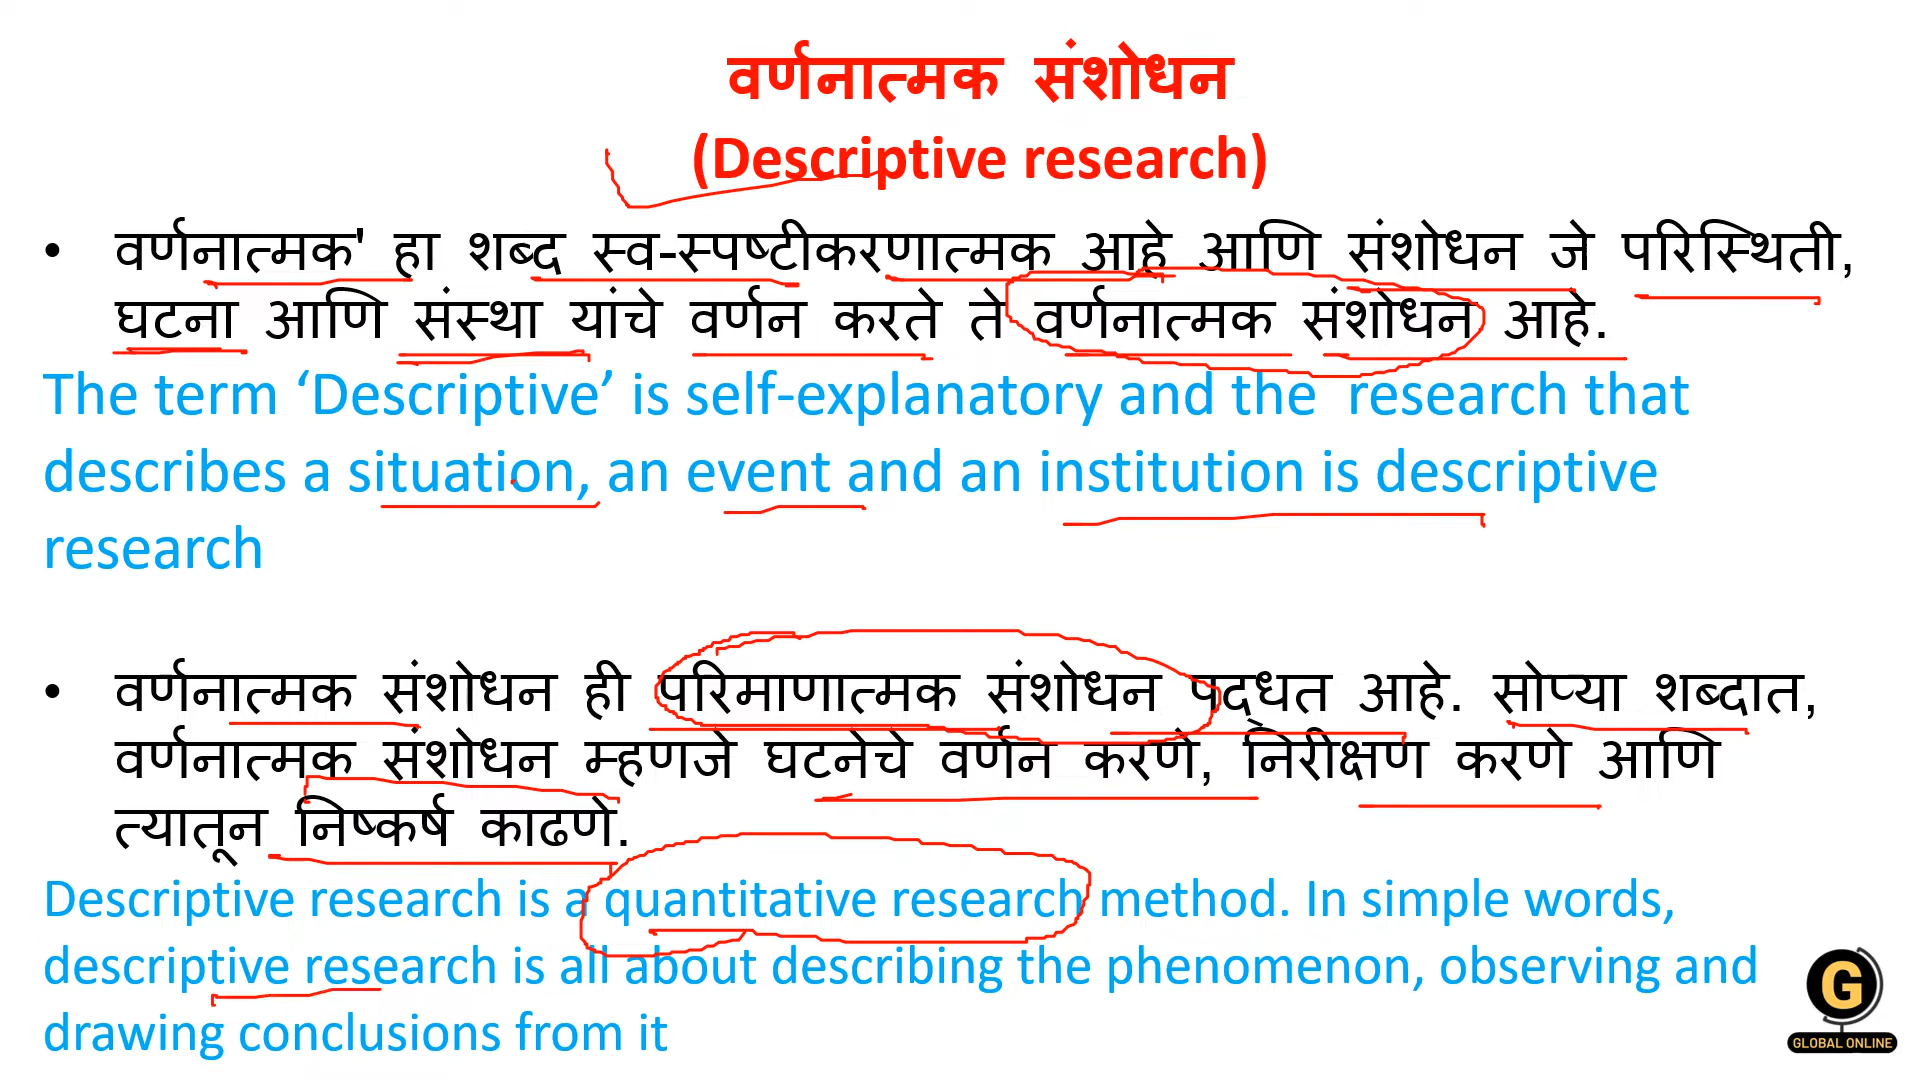 वर्णनात्मक संशोधन
(Descriptive research)
• वर्णनात्मक' हा शब्द स्व-स्पष्टीकरणात्मक आहे आणि संशोधन जे परिस्थिती,
घटना आणि संस्था यांचे वर्णन करते ते वर्णनात्मक संशोधन आहे.
The term ‘Descriptive’ is self-explanatory and the research that
describes a situation, an event and an institution is descriptive
research
• वर्णनात्मक संशोधन ही परिमाणात्मक संशोधन पद्धत आहे. सोप्या शब्दात,
वर्णनात्मक संशोधन म्हणजे घटनेचे वर्णन करणे, निरीक्षण करणे आणि
त्यातून निष्कर्ष काढणे.
Descriptive research is a quantitative research method. In simple words,
descriptive research is all about describing the phenomenon, observing and
drawing conclusions from it
G
GLOBAL ONLINE